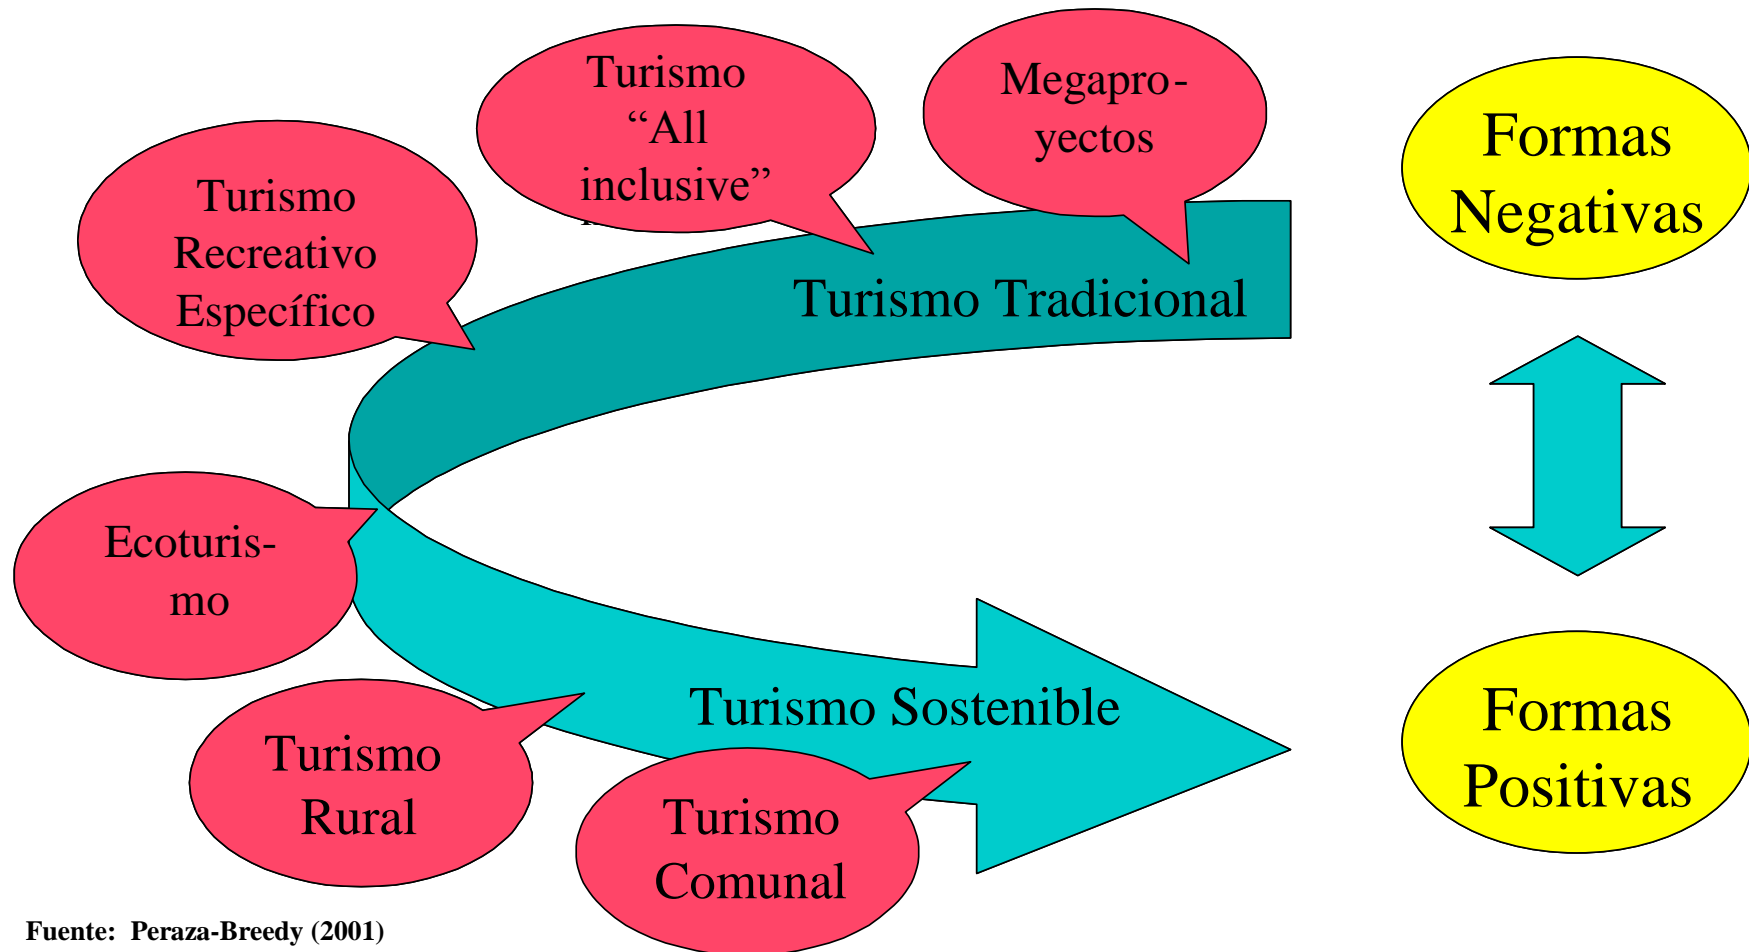 Turismo
“All
inclusive”
Megapro-
yectos
Formas
Negativas
Turismo
Recreativo
Específico
Turismo Tradicional
Ecoturis-
mo
Turismo Sostenible
Formas
Positivas
Turismo
Rural
Turismo
Comunal
Fuente: Peraza-Breedy (2001)